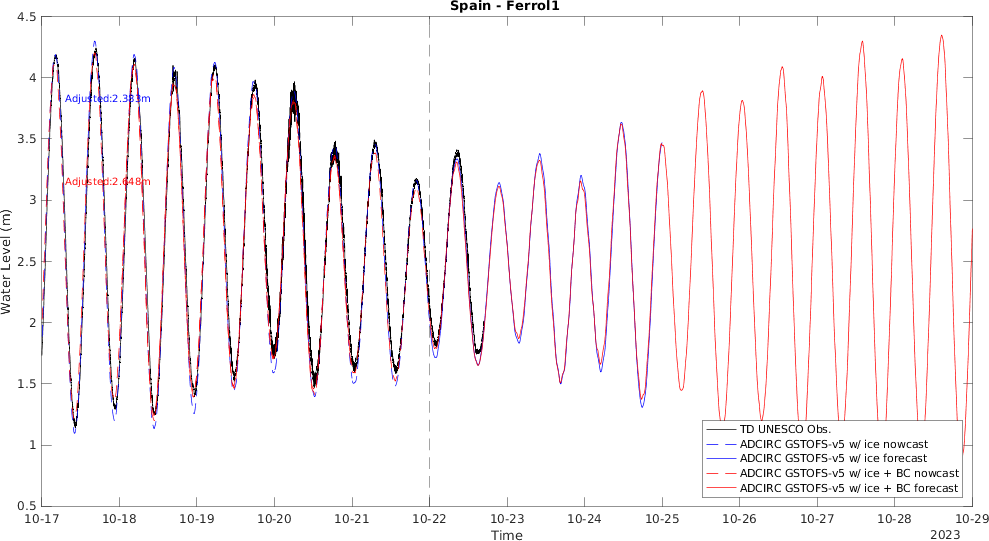 Spain - Ferrol1
4.5
4
3.5
3
2.5
2
1.5
1
0.5
Water Level (m)
Adjusted:2.333m
Adjusted:2.648m
TD UNESCO Obs.
ADCIRC GSTOFS-v5 w/ ice nowcast
ADCIRC GSTOFS-v5 w/ ice forecast
ADCIRC GSTOFS-v5 w/ ice + BC nowcast
ADCIRC GSTOFS-v5 w/ ice + BC forecast
10-17 10-18 10-19 10-20 10-21 10-22 10-23 10-24 10-25 10-26 10-27 10-28 10-29
Time
2023